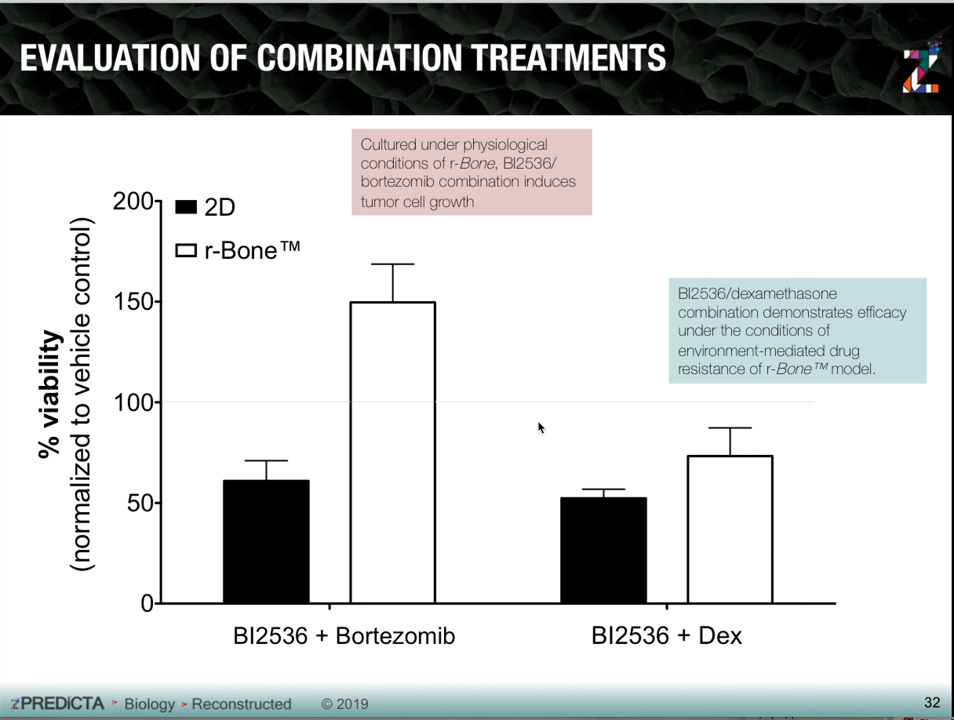 EVALUATION OF COMBINATION TREATMENTS
Cultured under physiological
conditions of r-Bone, BI2536/
bortezomib combination induces
tumor cell growth
200
2D
r-Bone™
150
BI2536/dexamethasone
combination demonstrates efficacy
under the conditions of
environment-mediated drug
resistance of r-Bone™ model.
% viability
(normalized to vehicle control)
100
50
0
BI2536 + Bortezomib
BI2536 + Dex
zPREDiCTA ▸ Biology ▸ Reconstructed © 2019
32